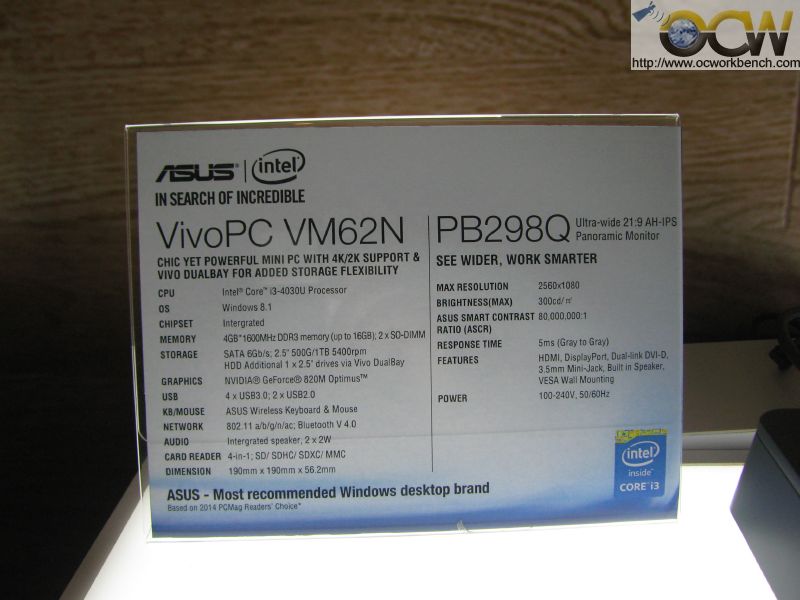 OCW
http://www.ocworkbench.com
ASUS | intel
IN SEARCH OF INCREDIBLE
VivoPC VM62N
CHIC YET POWERFUL MINI PC WITH 4K/2K SUPPORT &
VIVO DUALBAY FOR ADDED STORAGE FLEXIBILITY
CPU Intel® Core™ i3-4030U Processor
OS Windows 8.1
CHIPSET Intergrated
MEMORY 4GB*1600MHz DDR3 memory (up to 16GB); 2 x SO-DIMM
STORAGE SATA 6Gb/s; 2.5" 500G/1TB 5400rpm
HDD Additional 1 x 2.5" drives via Vivo DualBay
GRAPHICS NVIDIA® GeForce® 820M Optimus™
USB 4 x USB3.0; 2 x USB2.0
KB/MOUSE ASUS Wireless Keyboard & Mouse
NETWORK 802.11 a/b/g/n/ac; Bluetooth V 4.0
AUDIO Intergrated speaker, 2 x 2W
CARD READER 4-in-1; SD/ SDHC/ SDXC/ MMC
DIMENSION 190mm x 190mm x 56.2mm
PB298Q Ultra-wide 21:9 AH-IPS
Panoramic Monitor
SEE WIDER, WORK SMARTER
MAX RESOLUTION 2560x1080
BRIGHTNESS(MAX) 300cd/㎡
ASUS SMART CONTRAST 80,000,000:1
RATIO (ASCR)
RESPONSE TIME 5ms (Gray to Gray)
FEATURES HDMI, DisplayPort, Dual-link DVI-D,
3.5mm Mini-Jack, Built in Speaker,
VESA Wall Mounting
POWER 100-240V, 50/60Hz
ASUS - Most recommended Windows desktop brand
Based on 2014 PCMag Readers' Choice"
intel
inside™
CORE™ i3